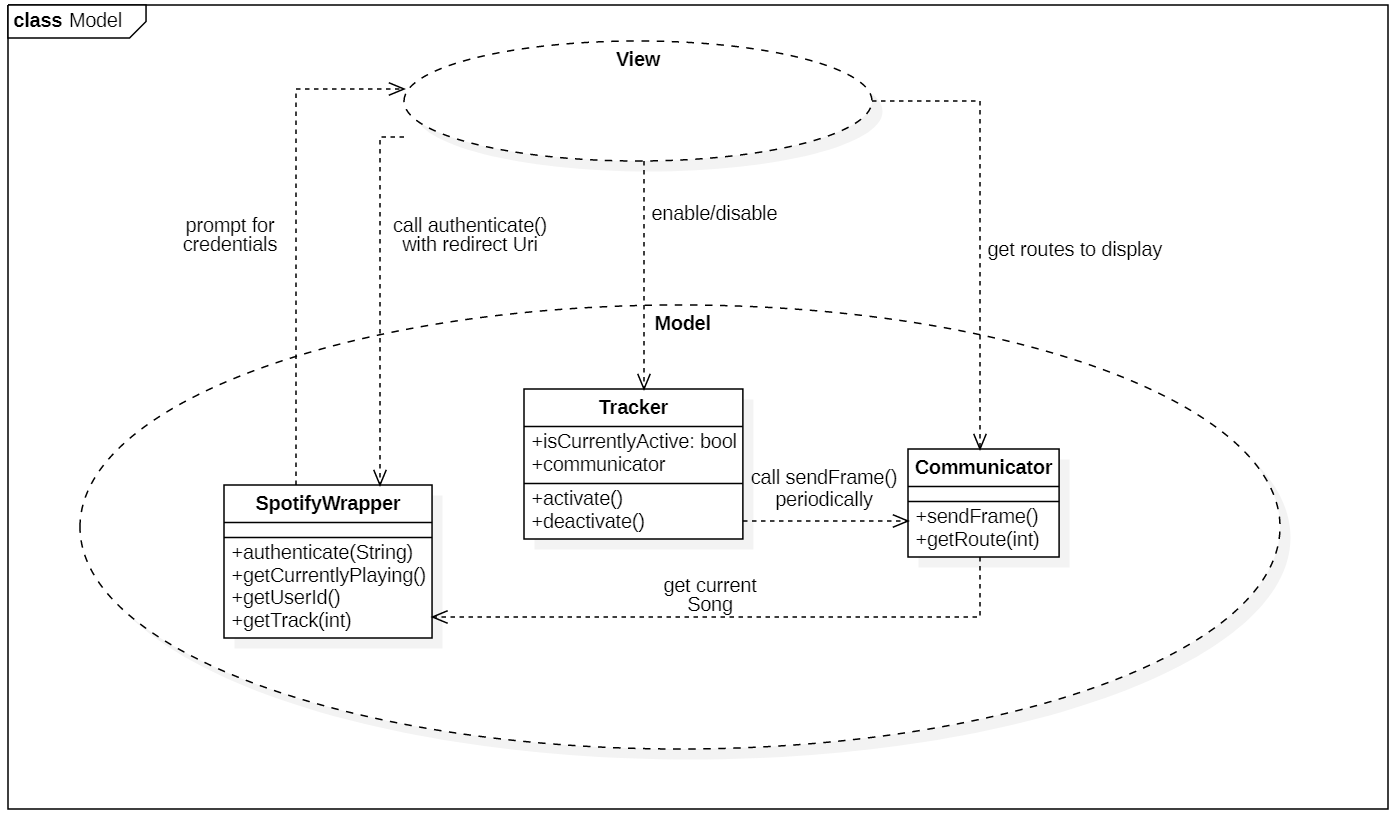 class Model
View
prompt for
credentials
call authenticate()
with redirect Uri
enable/disable
get routes to display
Model
Tracker
+isCurrentlyActive: bool
+communicator
+activate()
+deactivate()
call sendFrame()
periodically
Communicator
+sendFrame()
+getRoute(int)
SpotifyWrapper
+authenticate(String)
+getCurrentlyPlaying()
+getUserId()
+getTrack(int)
get current
Song